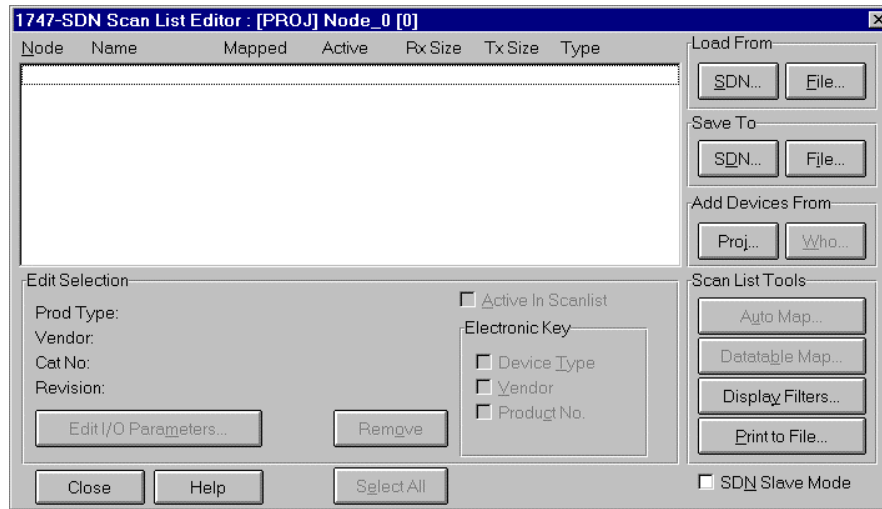 1747-SDN Scan List Editor : [PROJ] Node_0 [0]
Node Name Mapped Active Rx Size Tx Size Type
Load From
SDN... File...
Save To
SDN... File...
Add Devices From
Proj... Who...
Edit Selection
Prod Type:
Vendor:
Cat No:
Revision:
Edit I/O Parameters... Remove
Active In Scanlist
Electronic Key
Device Type
Vendor
Product No.
Scan List Tools
Auto Map...
Datatable Map...
Display Filters...
Print to File...
Close Help Select All
SDN Slave Mode